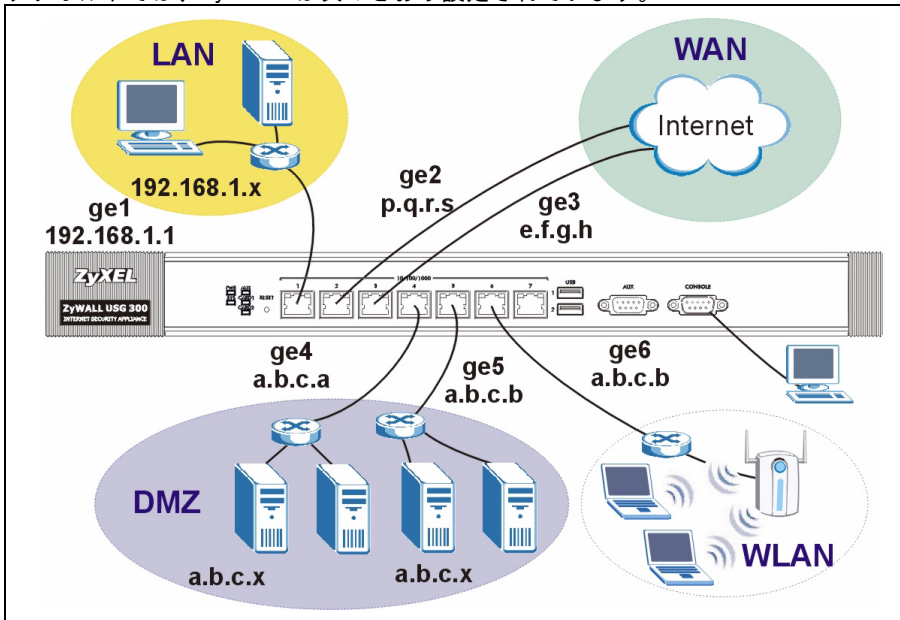 LAN
WAN
Internet
192.168.1.x
ge1
192.168.1.1
ge2
p.q.r.s
ge3
e.f.g.h
ZyXEL
ZyWALL USG 300
INTERNET SECURITY APPLIANCE
RESET
10/100/1000
1 2 3 4 5 6 7
USB
1
2
AUX
CONSOLE
ge4
a.b.c.a
ge5
a.b.c.b
ge6
a.b.c.b
DMZ
a.b.c.x
a.b.c.x
WLAN